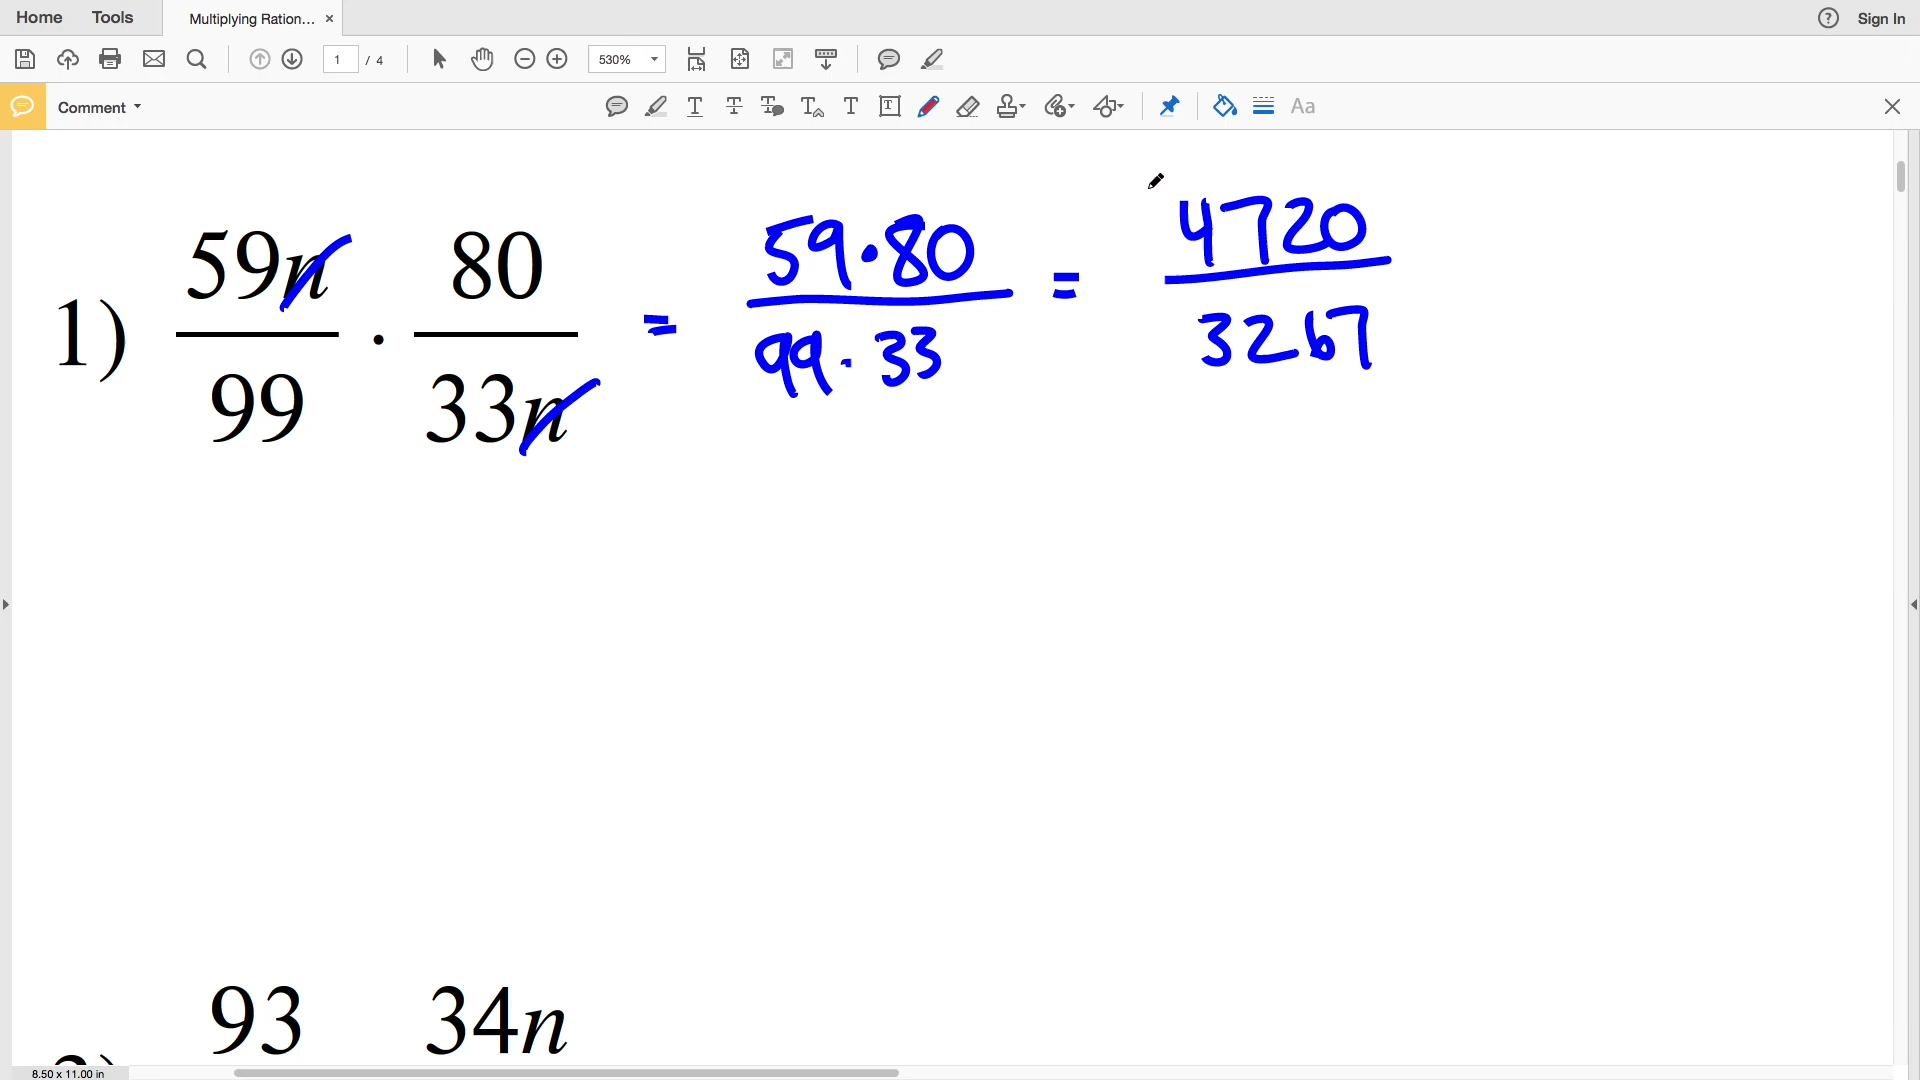 Home Tools Multiplying Ration... × ? Sign In
1 / 4 530%
Comment T T T T T T Aa
1) 59n/99 · 80/33n = 59·80/99·33 = 4720/3267
93 34n
8.50 x 11.00 in